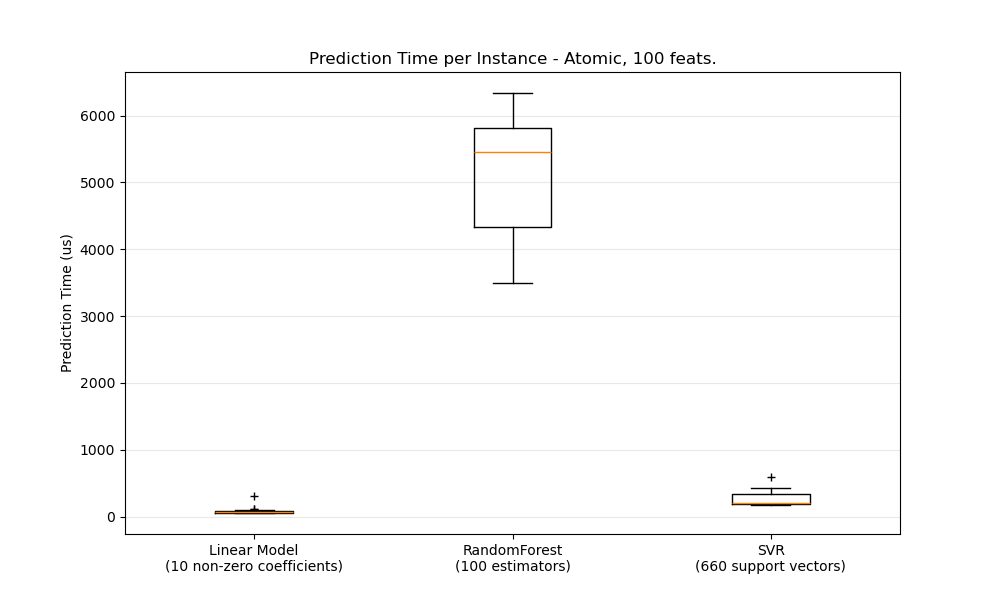 Prediction Time per Instance - Atomic, 100 feats.
Prediction Time (us)
6000
5000
4000
3000
2000
1000
0
Linear Model
(10 non-zero coefficients)
RandomForest
(100 estimators)
SVR
(660 support vectors)